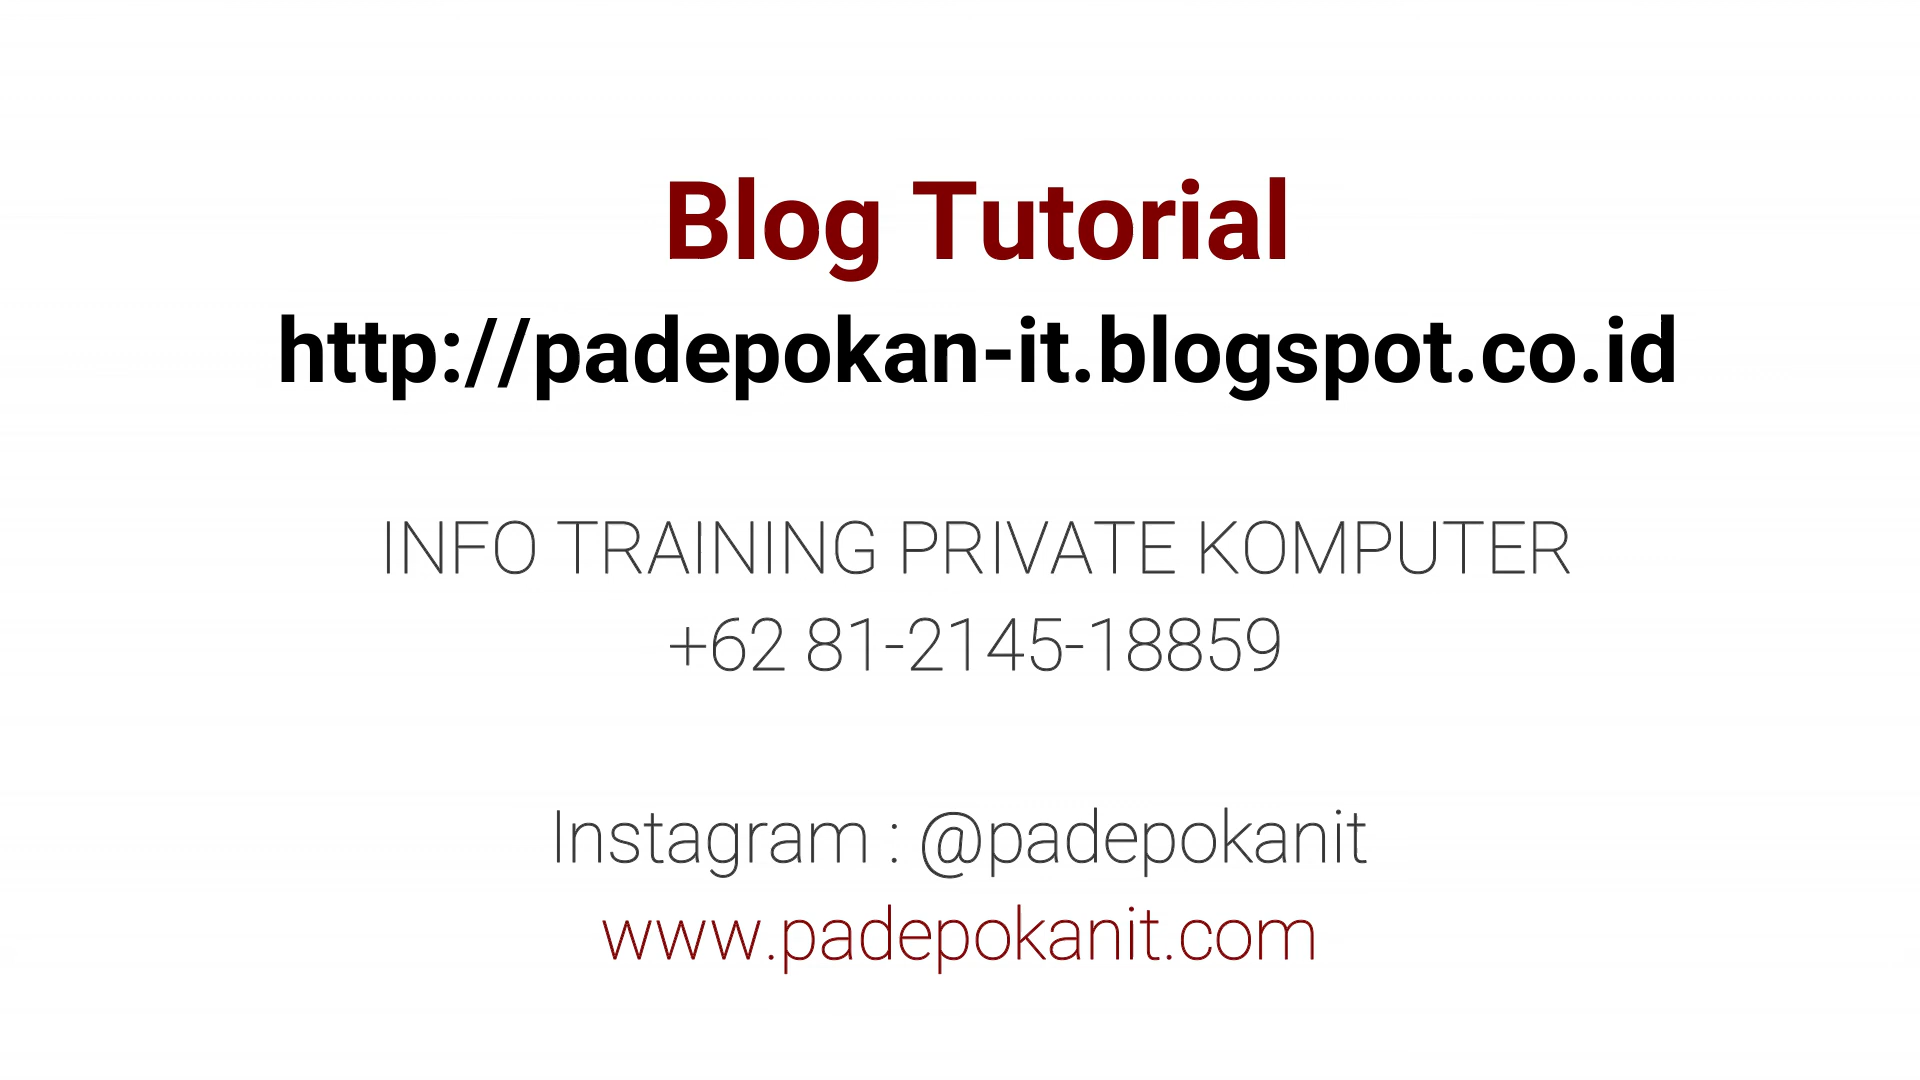 Blog Tutorial
http://padepokan-it.blogspot.co.id
INFO TRAINING PRIVATE KOMPUTER
+62 81-2145-18859
Instagram : @padepokanit
www.padepokanit.com